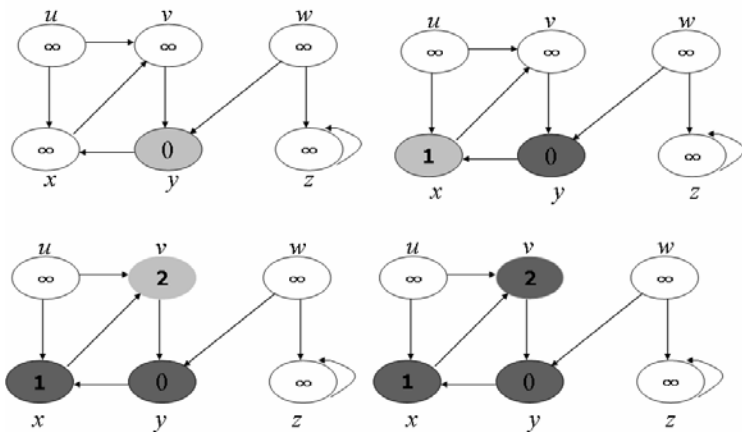 u v w
∞ ∞ ∞
∞ 0 ∞
x y z
u v w
∞ ∞ ∞
1 0 ∞
x y z
u v w
∞ 2 ∞
1 0 ∞
x y z
u v w
∞ 2 ∞
1 0 ∞
x y z